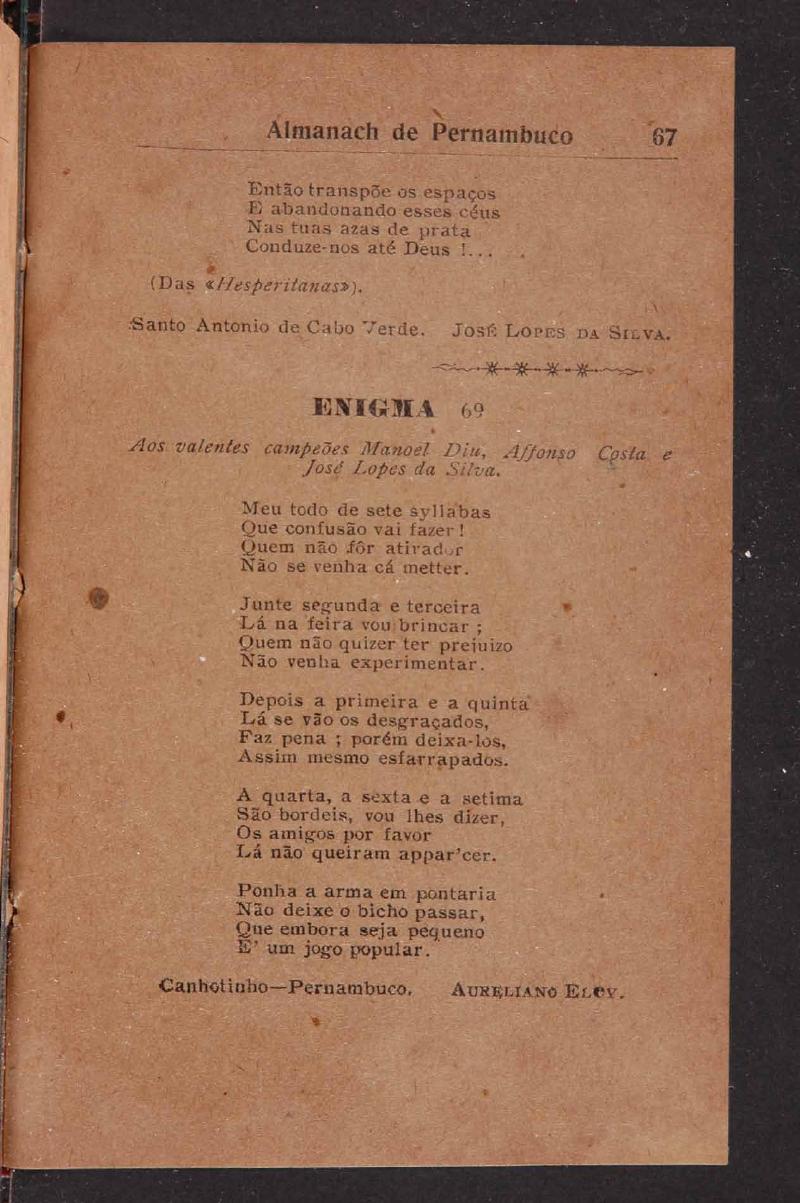 Almanach de Pernambuco 67
Então transpõe os espaços
E abandonando esses céus
Nas tuas azas de prata
Conduze-nos até Deus !...
(Das «Hesperitanas»).
Santo Antonio de Cabo Verde. JOSÉ LOPES DA SILVA.
ENIGMA 69
Aos valentes campeões Manoel Diu, Affonso Costa e
José Lopes da Silva.
Meu todo de sete syllabas
Que confusão vai fazer !
Quem não fôr atirador
Não se venha cá metter.
Junte segunda e terceira
Lá na feira vou brincar ;
Quem não quizer ter prejuizo
Não venha experimentar.
Depois a primeira e a quinta
Lá se vão os desgraçados,
Faz pena ; porém deixa-los,
Assim mesmo esfarrapados.
A quarta, a sexta e a setima
São bordeis, vou lhes dizer,
Os amigos por favor
Lá não queiram appar'cer.
Ponha a arma em pontaria
Não deixe o bicho passar,
Que embora seja pequeno
E' um jogo popular.
Canhotinho—Pernambuco. AURELIANO